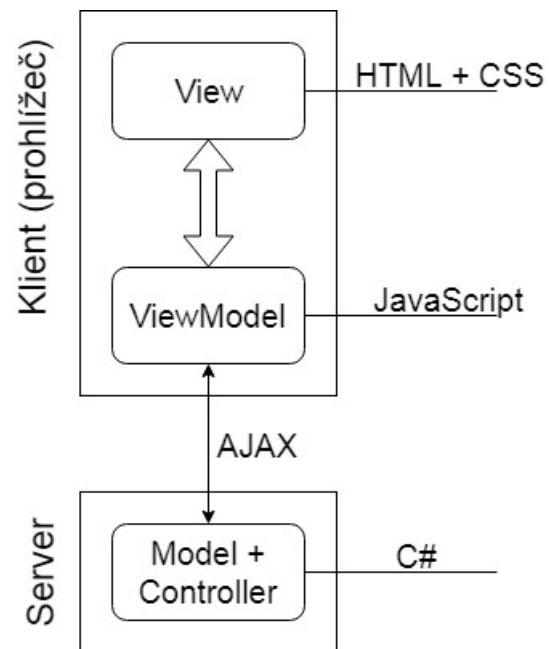 Klient (prohlížeč)
View
HTML + CSS
ViewModel
JavaScript
AJAX
Server
Model +
Controller
C#